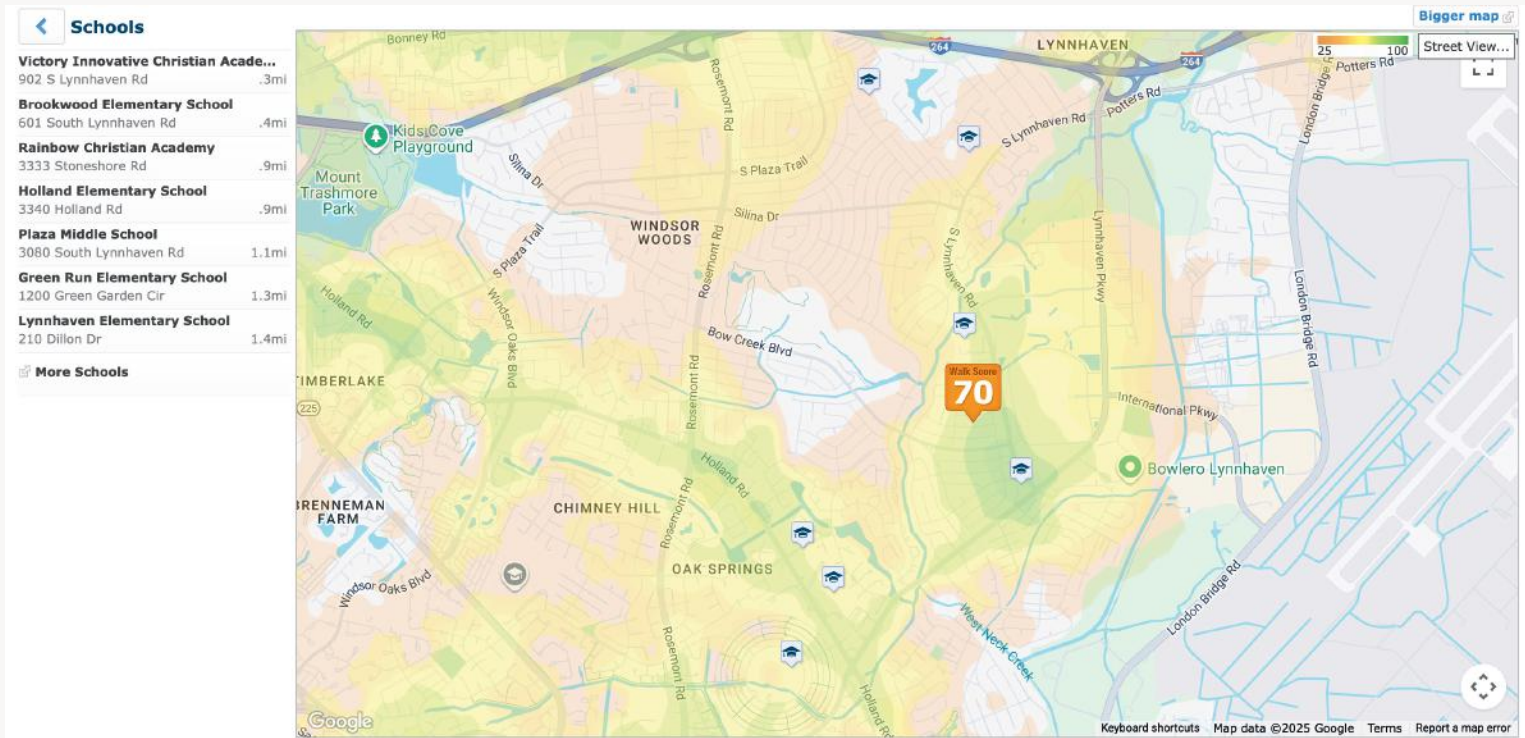 Schools
Victory Innovative Christian Acade...
902 S Lynnhaven Rd .3mi
Brookwood Elementary School
601 South Lynnhaven Rd .4mi
Rainbow Christian Academy
3333 Stoneshore Rd .9mi
Holland Elementary School
3340 Holland Rd .9mi
Plaza Middle School
3080 South Lynnhaven Rd 1.1mi
Green Run Elementary School
1200 Green Garden Cir 1.3mi
Lynnhaven Elementary School
210 Dillon Dr 1.4mi
More Schools
Bigger map
25 100
Street View...
Bonney Rd
264
LYNNHAVEN
264
Potters Rd
Potters Rd
London Bridge R
Rosemont Rd
S Lynnhaven Rd
Kids Cove
Playground
Mount
Trashmore
Park
Silina Dr
S Plaza Trail
Silina Dr
WINDSOR
WOODS
S Plaza Trail
Rosemont Rd
S Lynnhaven Rd
Lynnhaven Pkwy
London Bridge Rd
Holland Rd
Windsor Oaks Blvd
Bow Creek Blvd
Walk Score
70
TIMBERLAKE
225
Rosemont Rd
International Pkwy
Holland Rd
Bowlero Lynnhaven
BRENNEMAN
FARM
CHIMNEY HILL
Rosemont Rd
OAK SPRINGS
Windsor Oaks Blvd
London Bridge Rd
West Neck Creek
Rosemont Rd
Holland Rd
Google
Keyboard shortcuts Map data ©2025 Google Terms Report a map error